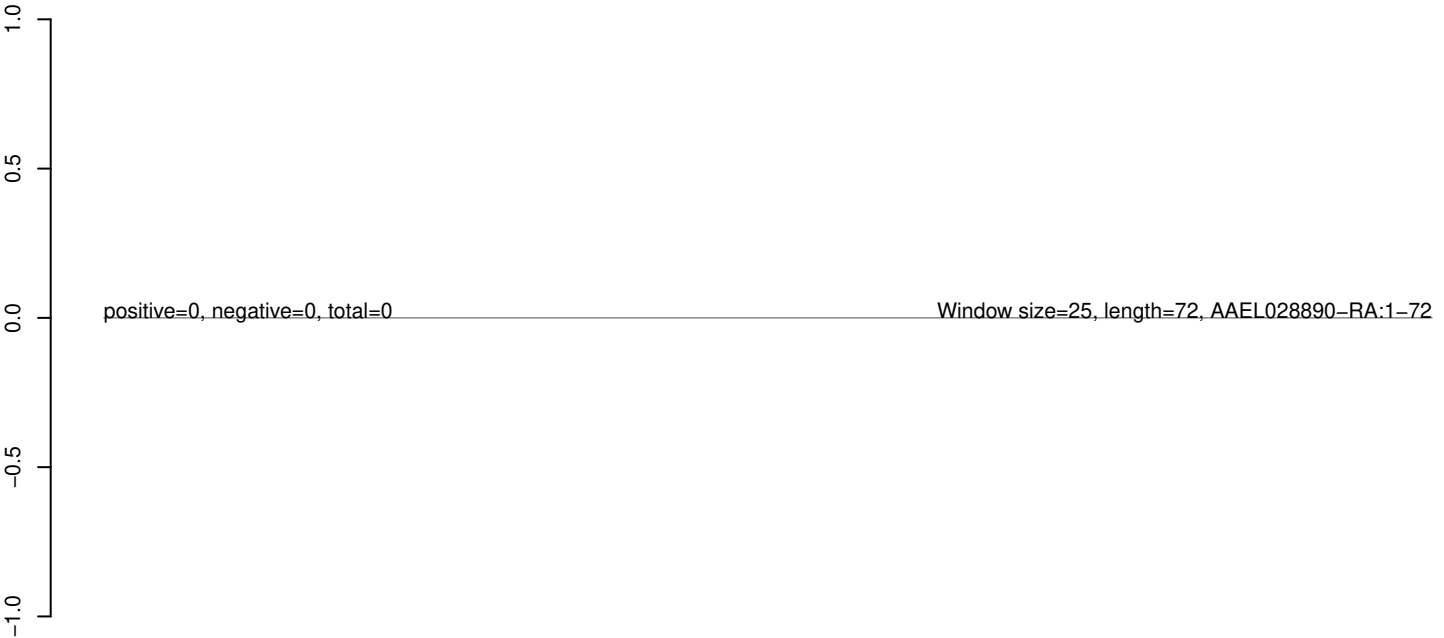 1.0
0.5
0.0
−0.5
−1.0
positive=0, negative=0, total=0
Window size=25, length=72, AAEL028890−RA:1−72